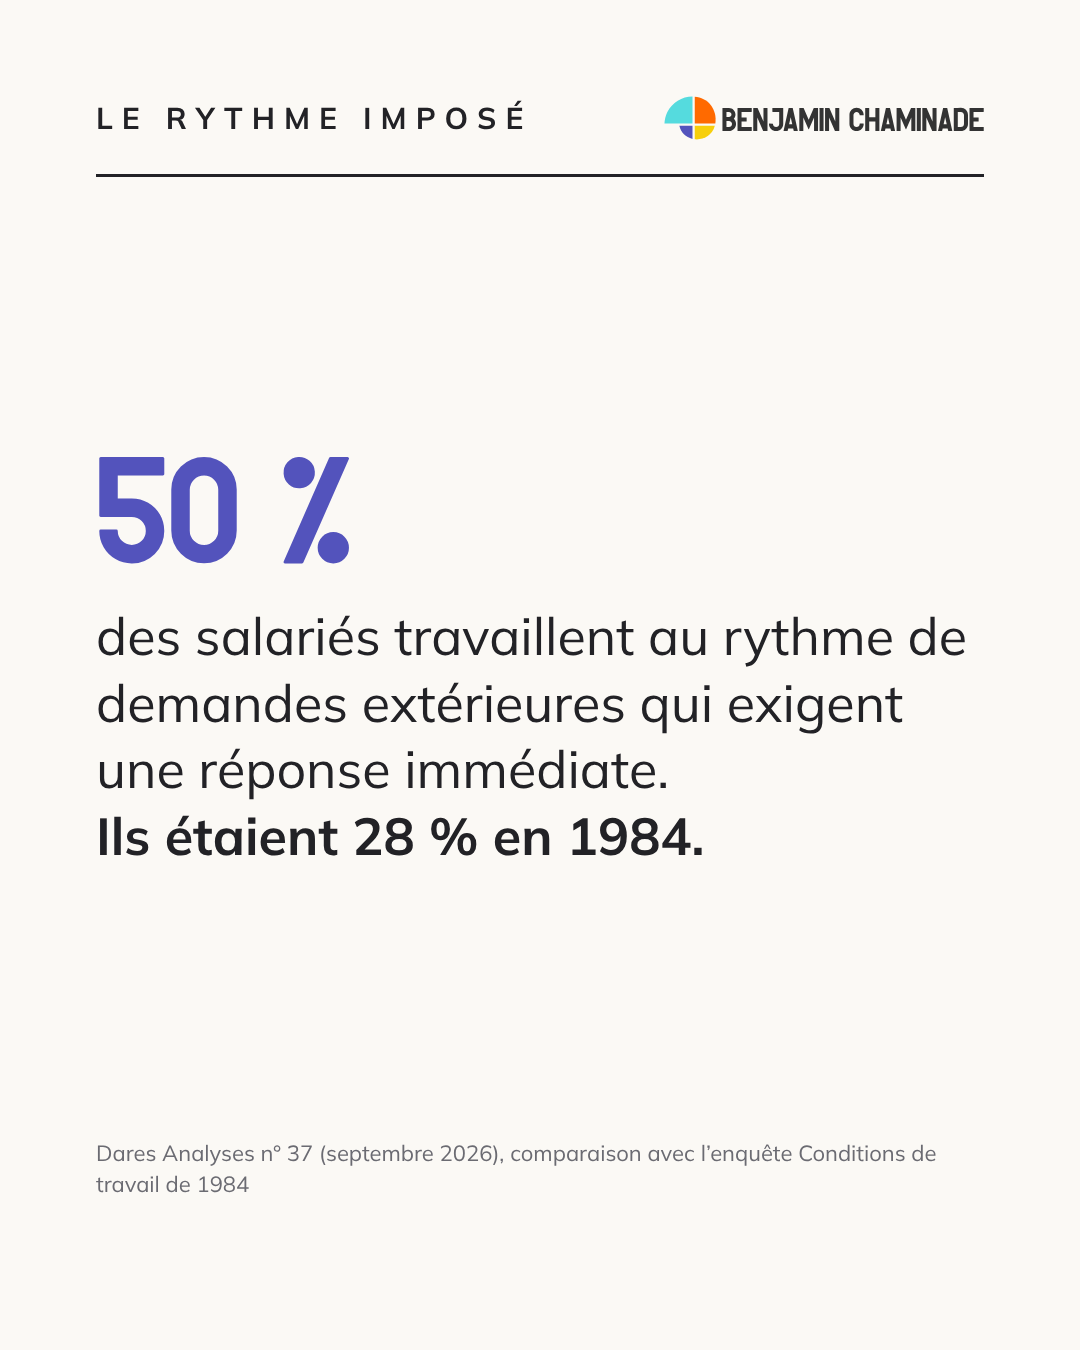 LE RYTHME IMPOSÉ
BENJAMIN CHAMINADE
50 %
des salariés travaillent au rythme de
demandes extérieures qui exigent
une réponse immédiate.
Ils étaient 28 % en 1984.
Dares Analyses n° 37 (septembre 2026), comparaison avec l’enquête Conditions de
travail de 1984